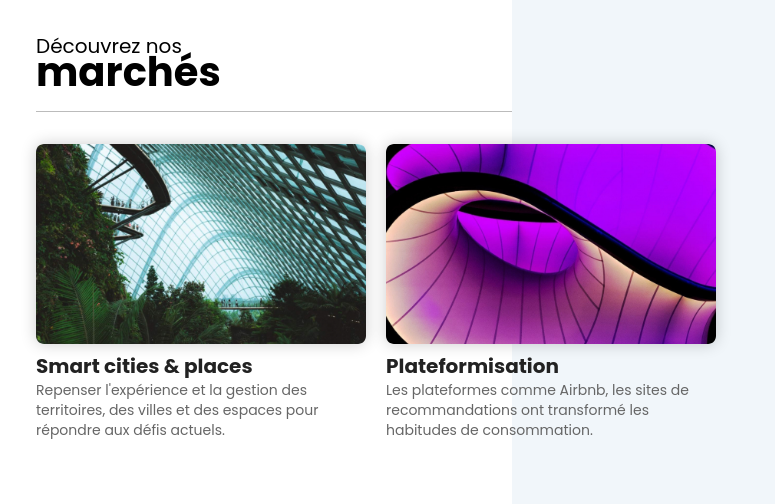 Découvrez nos
marchés
Smart cities & places
Repenser l'expérience et la gestion des
territoires, des villes et des espaces pour
répondre aux défis actuels.
Plateformisation
Les plateformes comme Airbnb, les sites de
recommandations ont transformé les
habitudes de consommation.